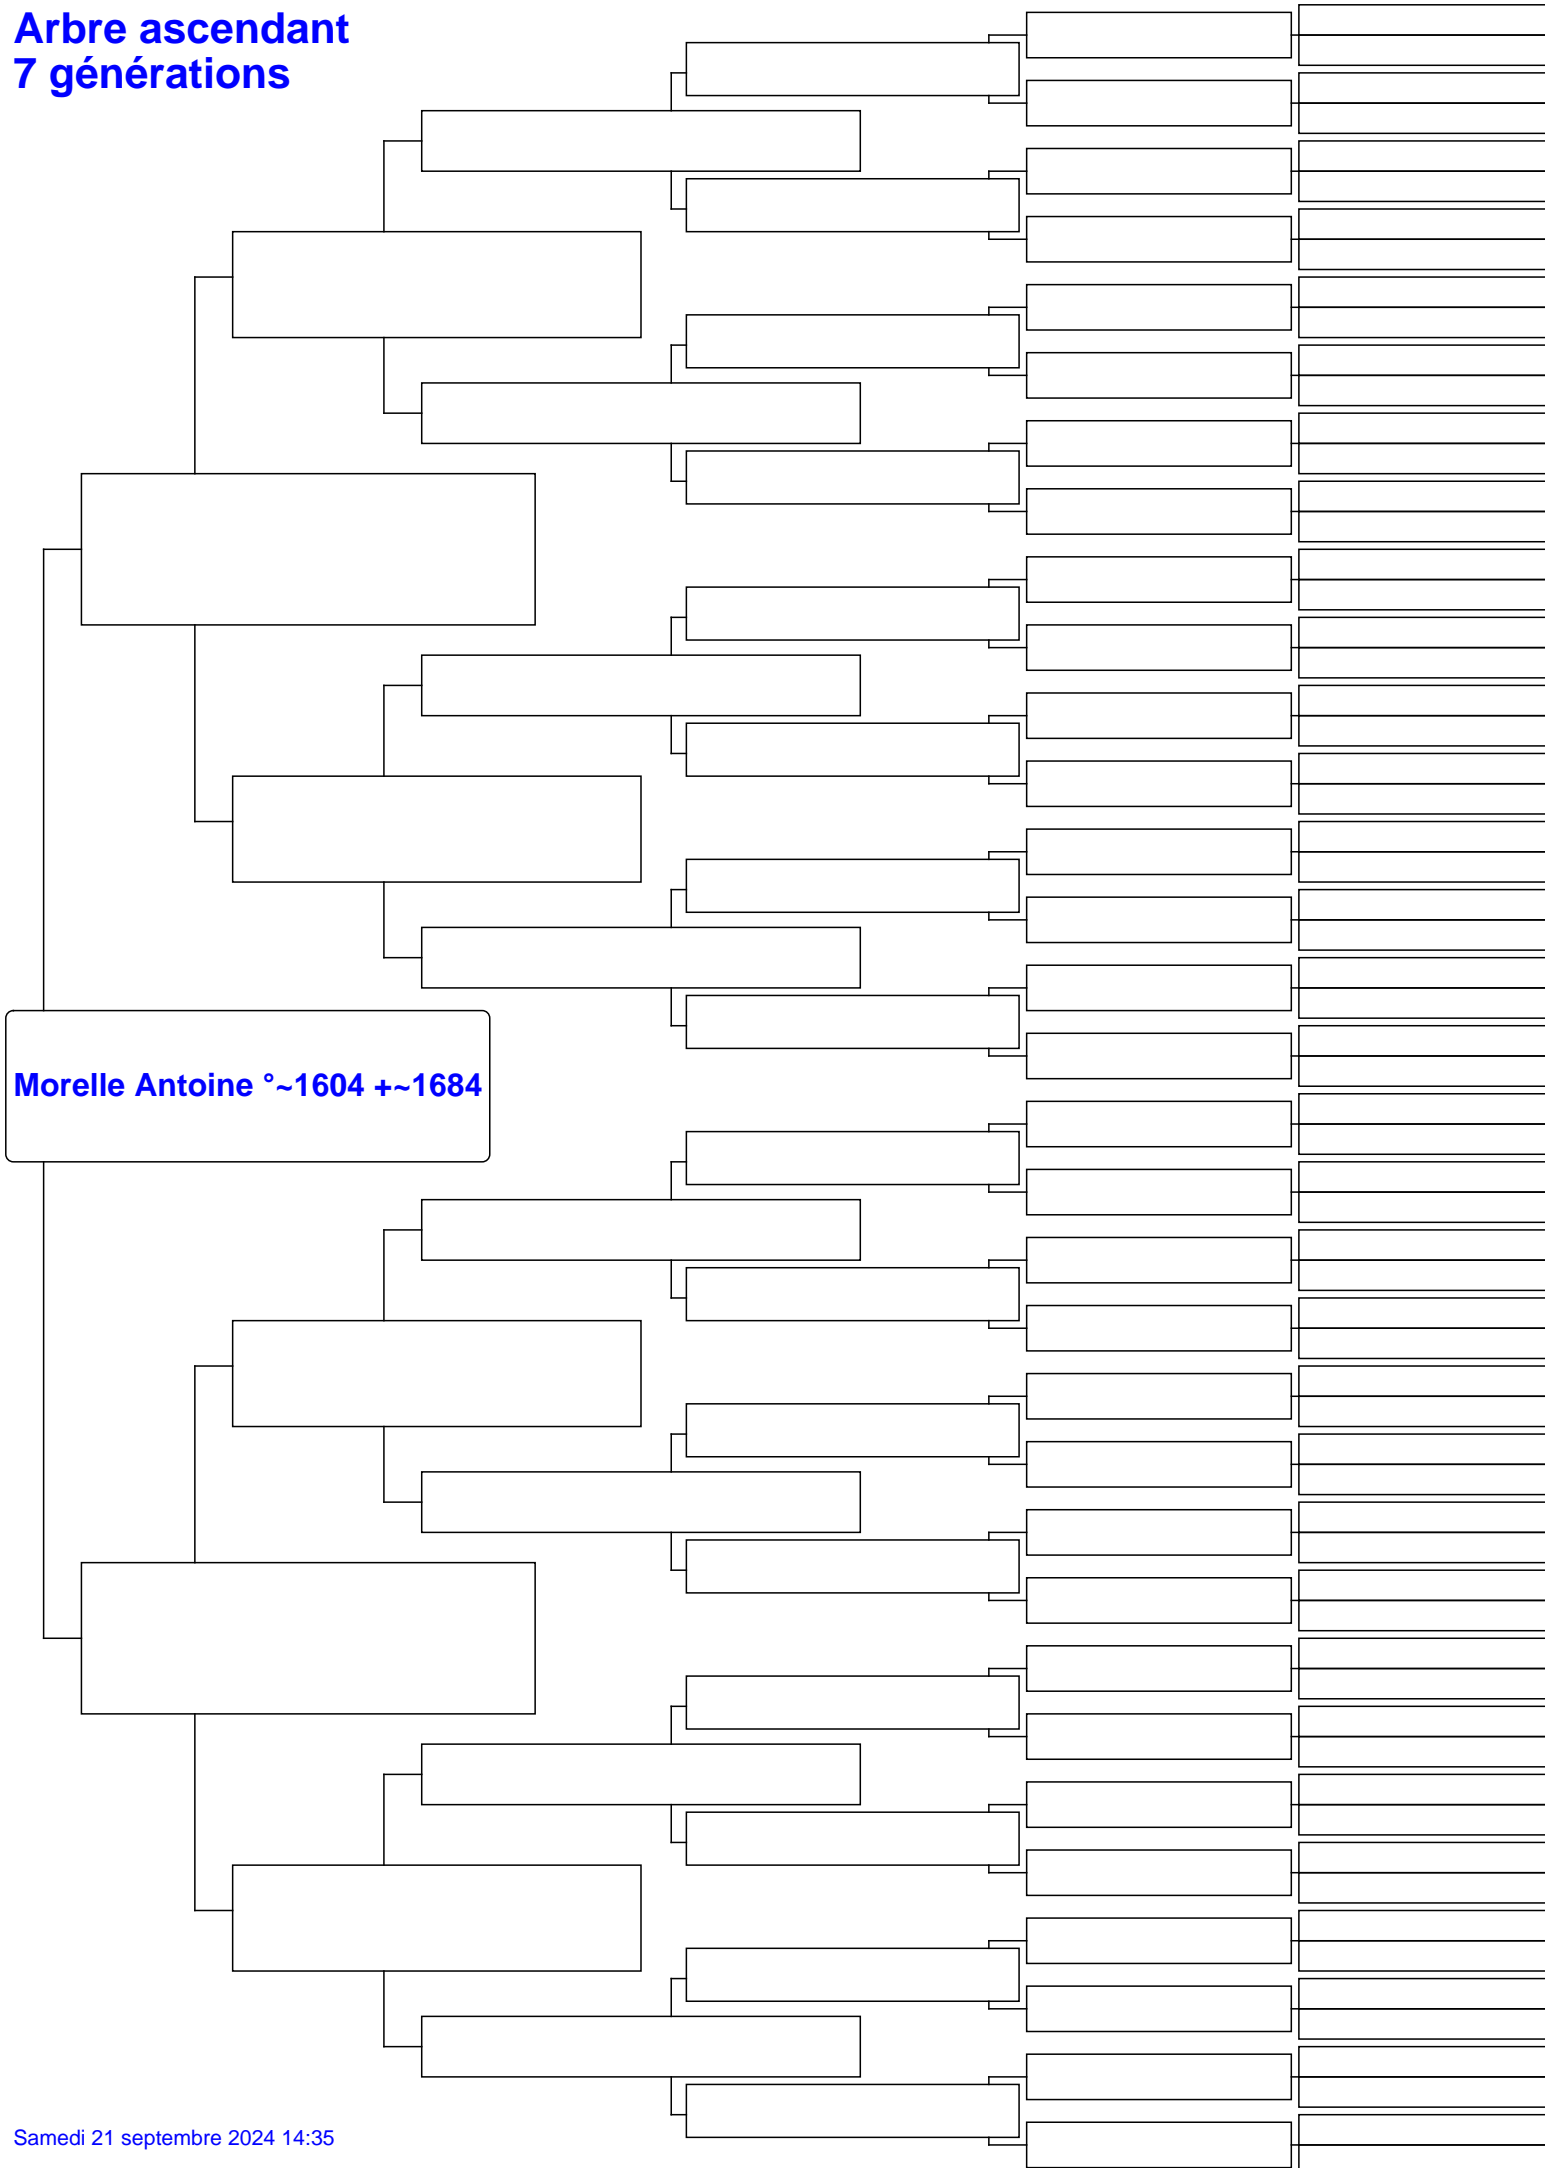 Arbre ascendant
7 générations
Morelle Antoine °~1604 +~1684
Samedi 21 septembre 2024 14:35